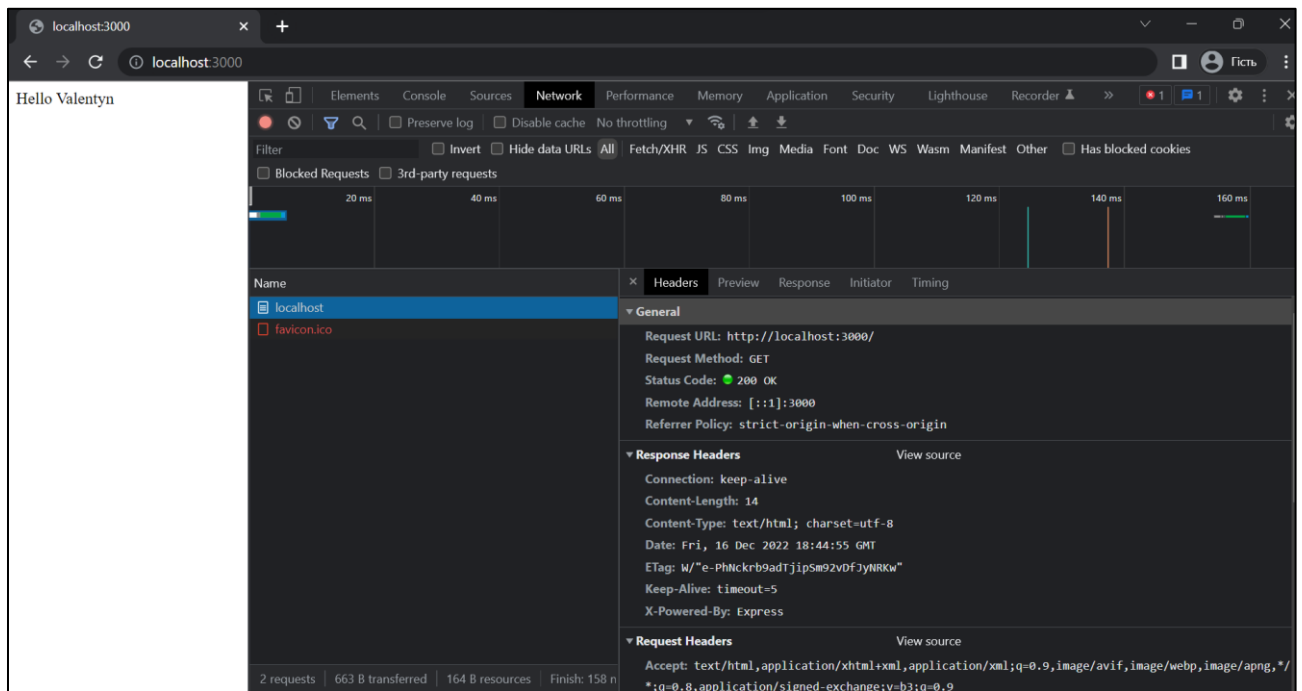 localhost:3000
localhost:3000
Гість
Hello Valentyn
Elements Console Sources Network Performance Memory Application Security Lighthouse Recorder 1 1
Preserve log Disable cache No throttling
Filter Invert Hide data URLs All Fetch/XHR JS CSS Img Media Font Doc WS Wasm Manifest Other Has blocked cookies
Blocked Requests 3rd-party requests
20 ms 40 ms 60 ms 80 ms 100 ms 120 ms 140 ms 160 ms
Name
localhost
favicon.ico
Headers Preview Response Initiator Timing
General
Request URL: http://localhost:3000/
Request Method: GET
Status Code: 200 OK
Remote Address: [::1]:3000
Referrer Policy: strict-origin-when-cross-origin
Response Headers View source
Connection: keep-alive
Content-Length: 14
Content-Type: text/html; charset=utf-8
Date: Fri, 16 Dec 2022 18:44:55 GMT
ETag: W/"e-PhNckrb9adTjipSm92vDfJyNRKw"
Keep-Alive: timeout=5
X-Powered-By: Express
Request Headers View source
Accept: text/html,application/xhtml+xml,application/xml;q=0.9,image/avif,image/webp,image/apng,*/
*;q=0.8,application/signed-exchange;v=b3;q=0.9
2 requests 663 B transferred 164 B resources Finish: 158 n